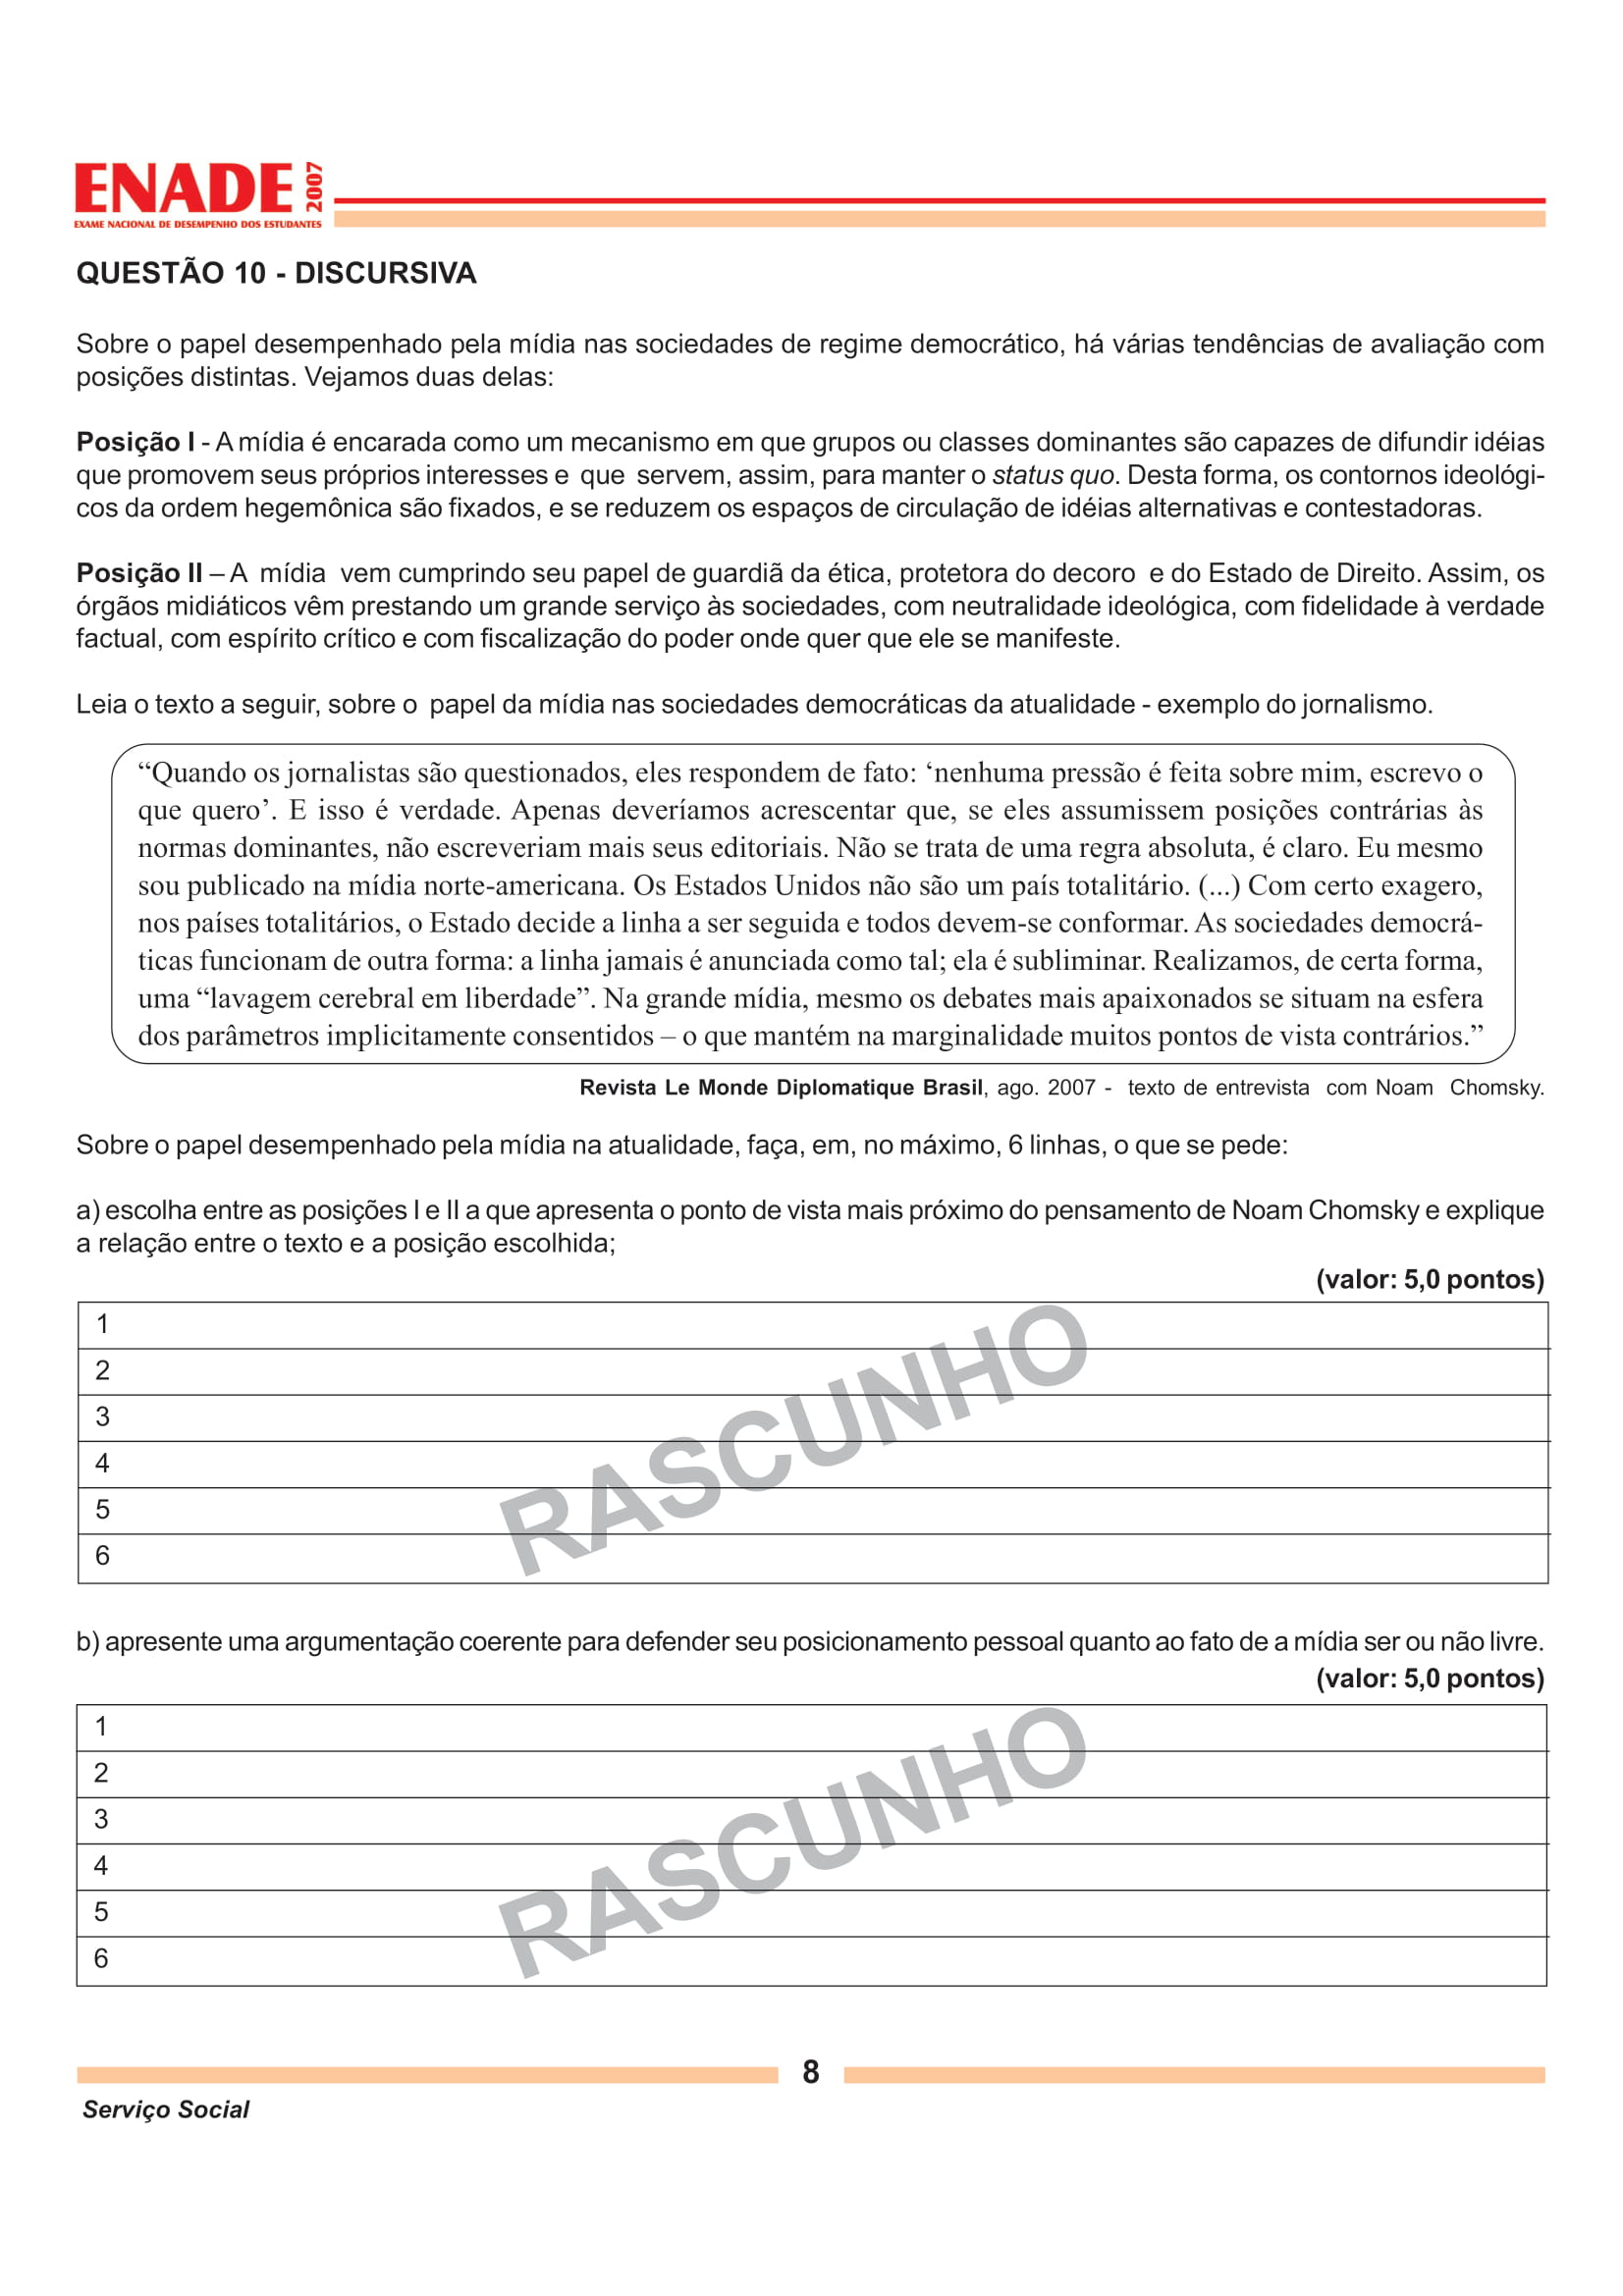 ENADE 2007
EXAME NACIONAL DE DESEMPENHO DOS ESTUDANTES
QUESTÃO 10 - DISCURSIVA
Sobre o papel desempenhado pela mídia nas sociedades de regime democrático, há várias tendências de avaliação com
posições distintas. Vejamos duas delas:
Posição I - A mídia é encarada como um mecanismo em que grupos ou classes dominantes são capazes de difundir idéias
que promovem seus próprios interesses e que servem, assim, para manter o status quo. Desta forma, os contornos ideológi-
cos da ordem hegemônica são fixados, e se reduzem os espaços de circulação de idéias alternativas e contestadoras.
Posição II – A mídia vem cumprindo seu papel de guardiã da ética, protetora do decoro e do Estado de Direito. Assim, os
órgãos midiáticos vêm prestando um grande serviço às sociedades, com neutralidade ideológica, com fidelidade à verdade
factual, com espírito crítico e com fiscalização do poder onde quer que ele se manifeste.
Leia o texto a seguir, sobre o papel da mídia nas sociedades democráticas da atualidade - exemplo do jornalismo.
“Quando os jornalistas são questionados, eles respondem de fato: ‘nenhuma pressão é feita sobre mim, escrevo o
que quero’. E isso é verdade. Apenas deveríamos acrescentar que, se eles assumissem posições contrárias às
normas dominantes, não escreveriam mais seus editoriais. Não se trata de uma regra absoluta, é claro. Eu mesmo
sou publicado na mídia norte-americana. Os Estados Unidos não são um país totalitário. (...) Com certo exagero,
nos países totalitários, o Estado decide a linha a ser seguida e todos devem-se conformar. As sociedades democrá-
ticas funcionam de outra forma: a linha jamais é anunciada como tal; ela é subliminar. Realizamos, de certa forma,
uma “lavagem cerebral em liberdade”. Na grande mídia, mesmo os debates mais apaixonados se situam na esfera
dos parâmetros implicitamente consentidos – o que mantém na marginalidade muitos pontos de vista contrários.”
Revista Le Monde Diplomatique Brasil, ago. 2007 - texto de entrevista com Noam Chomsky.
Sobre o papel desempenhado pela mídia na atualidade, faça, em, no máximo, 6 linhas, o que se pede:
a) escolha entre as posições I e II a que apresenta o ponto de vista mais próximo do pensamento de Noam Chomsky e explique
a relação entre o texto e a posição escolhida;
(valor: 5,0 pontos)
1
2
3
4
5
6
RASCUNHO
b) apresente uma argumentação coerente para defender seu posicionamento pessoal quanto ao fato de a mídia ser ou não livre.
(valor: 5,0 pontos)
1
2
3
4
5
6
RASCUNHO
8
Serviço Social